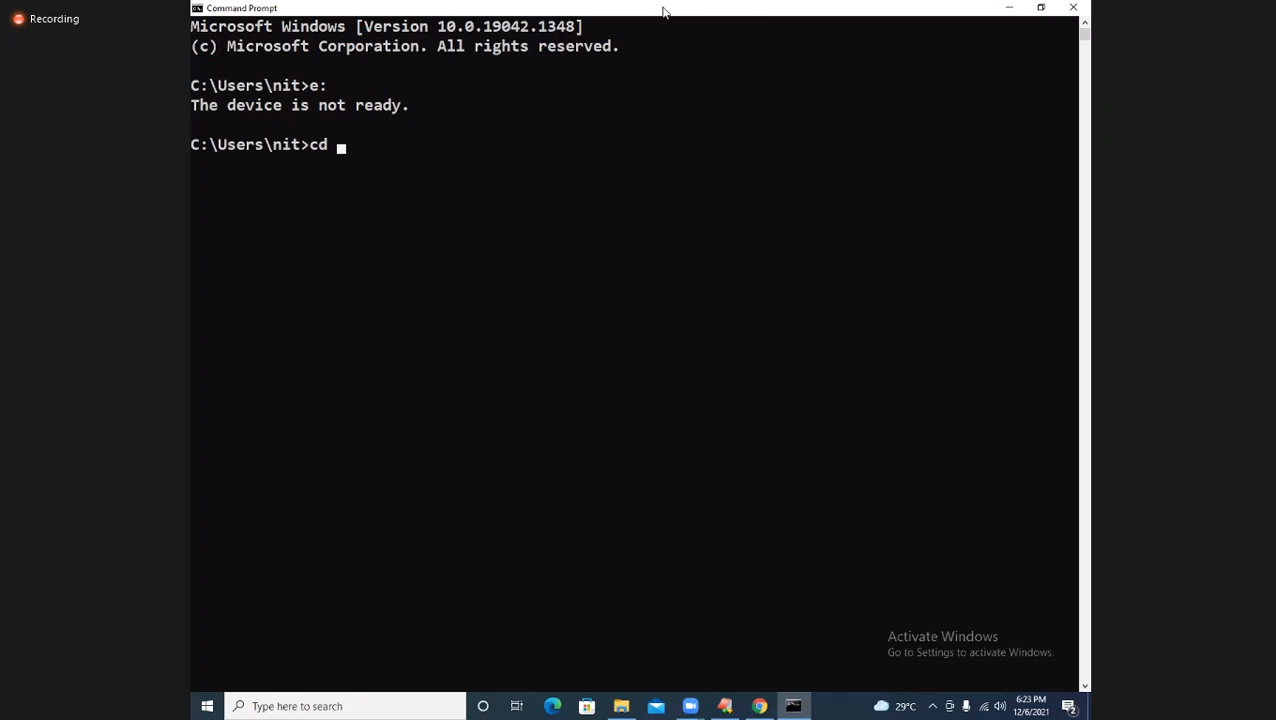 Recording
Command Prompt
Microsoft Windows [Version 10.0.19042.1348]
(c) Microsoft Corporation. All rights reserved.
C:\Users\nit>e:
The device is not ready.
C:\Users\nit>cd
Activate Windows
Go to Settings to activate Windows.
Type here to search
29°C
6:23 PM
12/6/2021
2